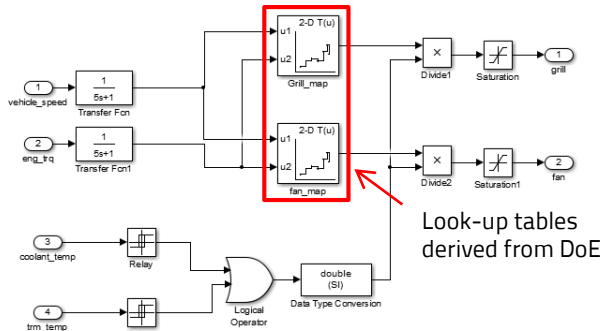 2-D T(u)
u1
u2
Grill_map
×
Divide1
Saturation
1
grill
1
vehicle_speed
1
5s+1
Transfer Fcn
2
eng_trq
1
5s+1
Transfer Fcn1
2-D T(u)
u1
u2
fan_map
×
Divide2
Saturation1
2
fan
Look-up tables
derived from DoE
3
coolant_temp
Relay
4
trm_temp
Logical
Operator
double
(SI)
Data Type Conversion